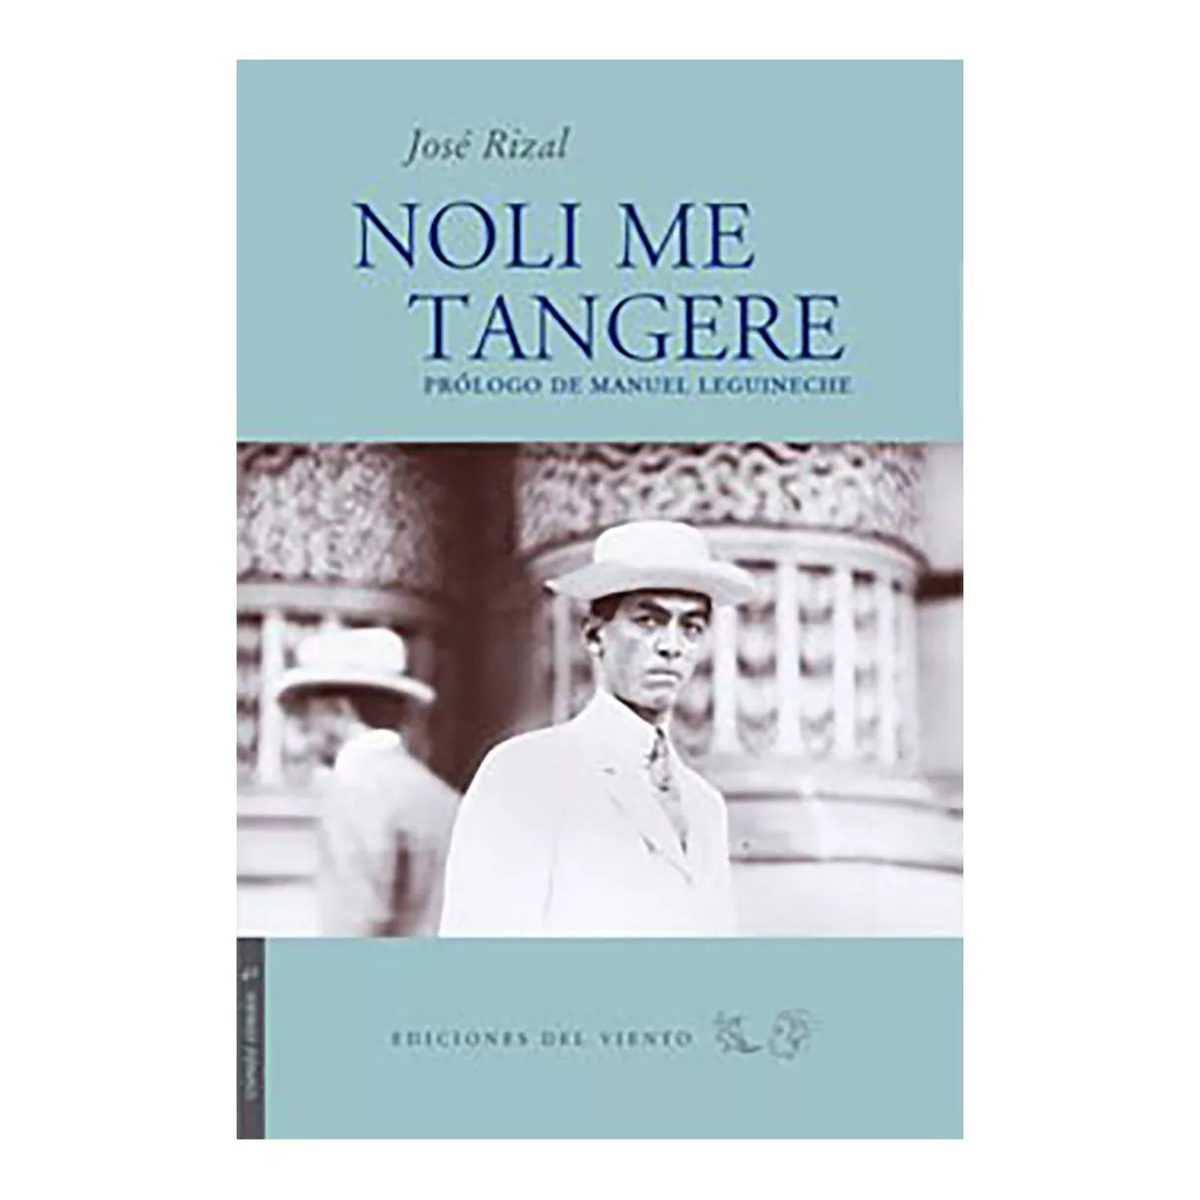 José Rizal
NOLI ME
TANGERE
PRÓLOGO DE MANUEL LEGUINECHE
EDICIONES DEL VIENTO